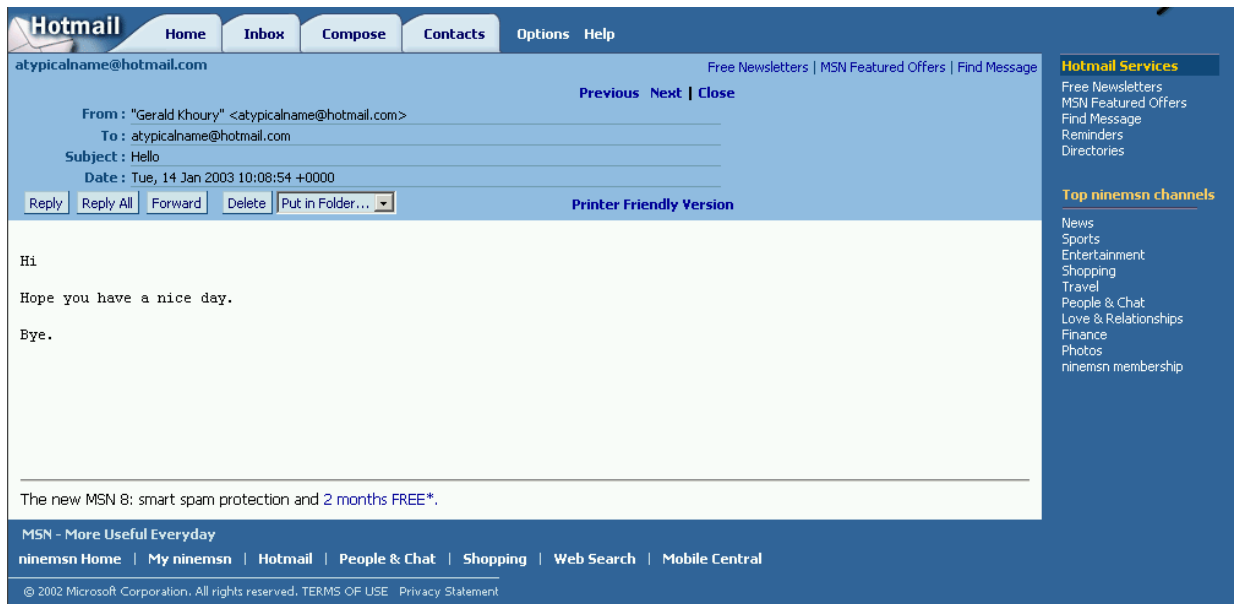 Hotmail Home Inbox Compose Contacts Options Help
atypicalname@hotmail.com Free Newsletters | MSN Featured Offers | Find Message
Previous Next | Close
From : "Gerald Khoury" <atypicalname@hotmail.com>
To : atypicalname@hotmail.com
Subject : Hello
Date : Tue, 14 Jan 2003 10:08:54 +0000
Reply Reply All Forward Delete Put in Folder... Printer Friendly Version
Hi
Hope you have a nice day.
Bye.
The new MSN 8: smart spam protection and 2 months FREE*.
Hotmail Services
Free Newsletters
MSN Featured Offers
Find Message
Reminders
Directories
Top ninemsn channels
News
Sports
Entertainment
Shopping
Travel
People & Chat
Love & Relationships
Finance
Photos
ninemsn membership
MSN - More Useful Everyday
ninemsn Home | My ninemsn | Hotmail | People & Chat | Shopping | Web Search | Mobile Central
© 2002 Microsoft Corporation. All rights reserved. TERMS OF USE Privacy Statement